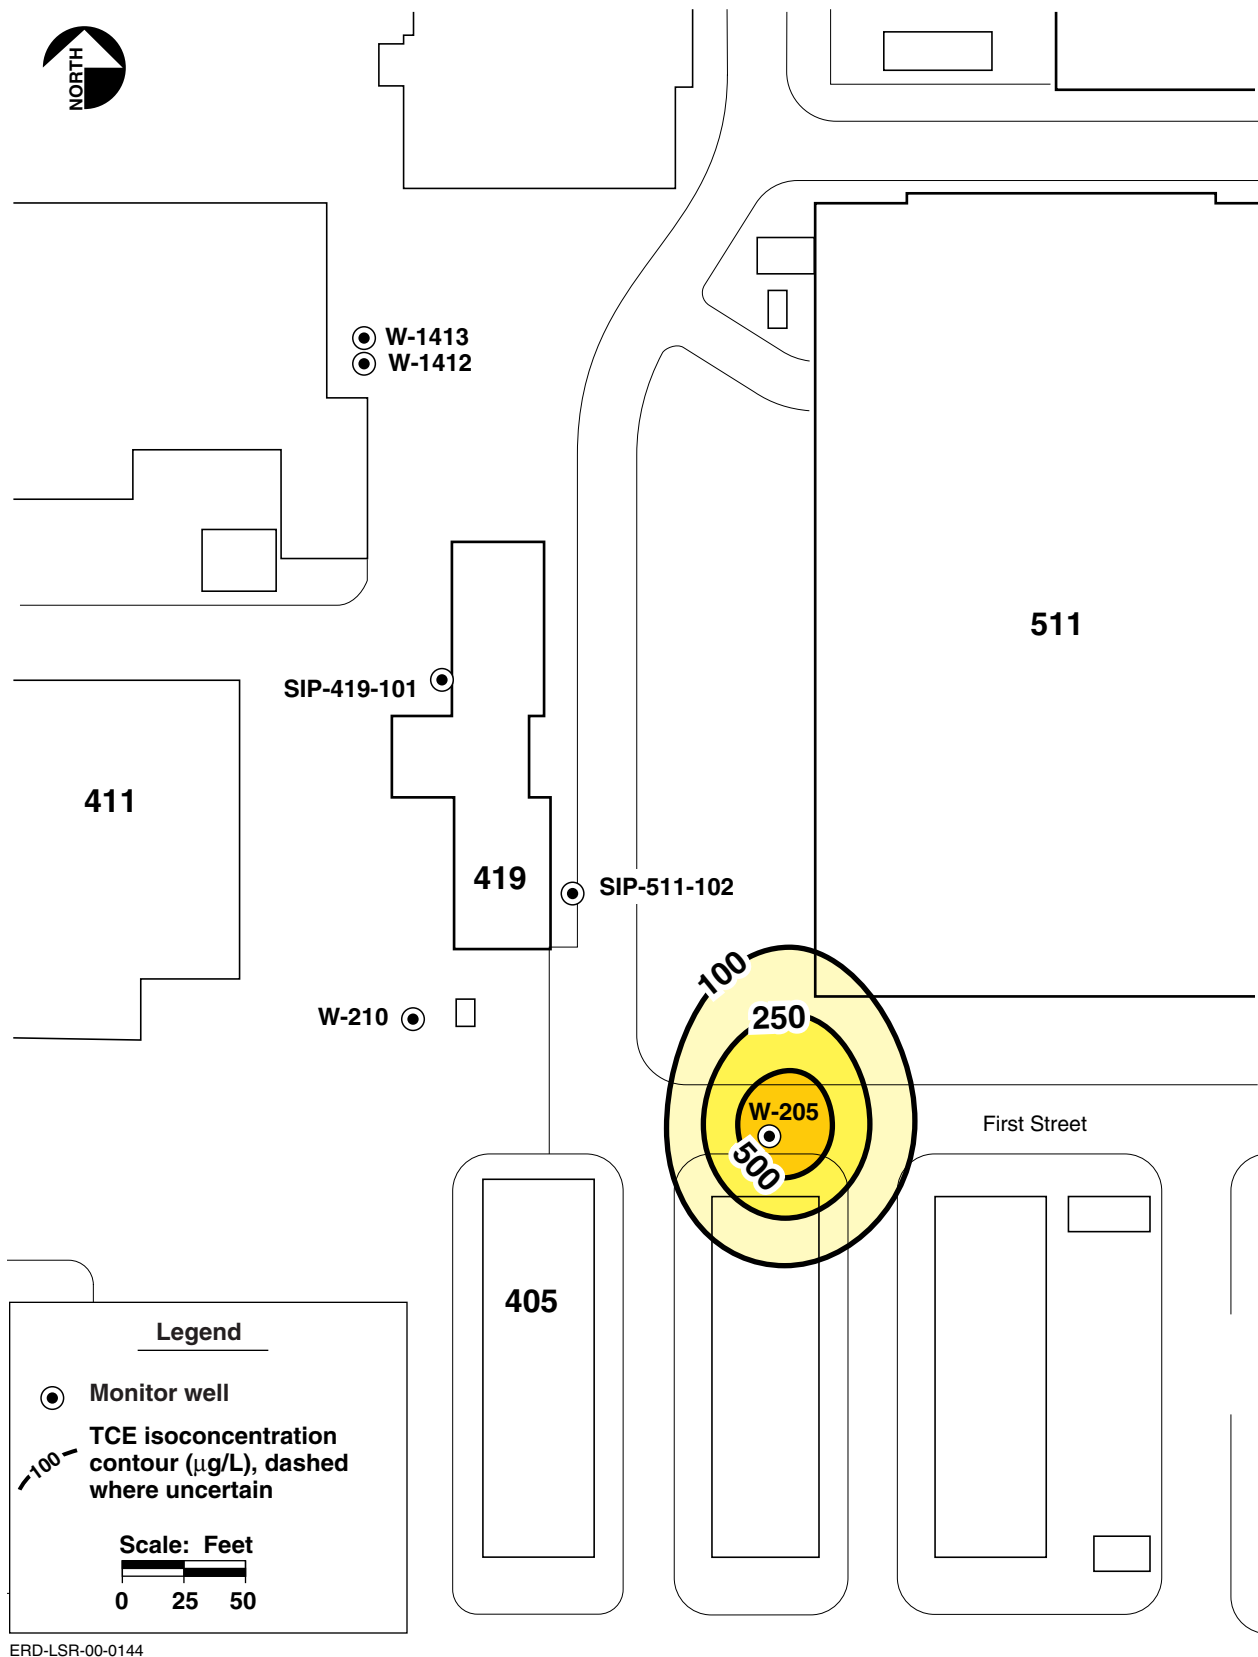 NORTH
W-1413
W-1412
511
SIP-419-101
411
419
SIP-511-102
100
W-210
250
W-205
First Street
500
405
Legend
Monitor well
100
TCE isoconcentration
contour (µg/L), dashed
where uncertain
Scale: Feet
0 25 50
ERD-LSR-00-0144